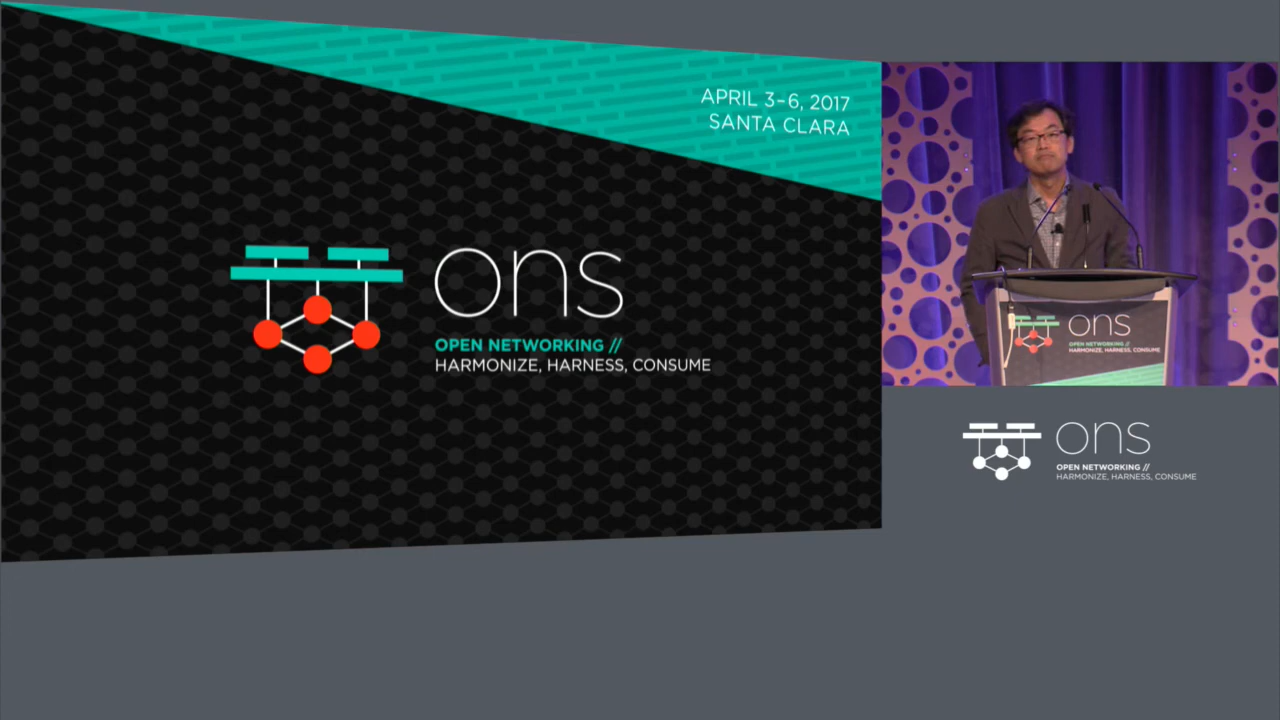 APRIL 3–6, 2017
SANTA CLARA
ons
OPEN NETWORKING //
HARMONIZE, HARNESS, CONSUME
ons
OPEN NETWORKING //
HARMONIZE, HARNESS, CONSUME
ons
OPEN NETWORKING //
HARMONIZE, HARNESS, CONSUME